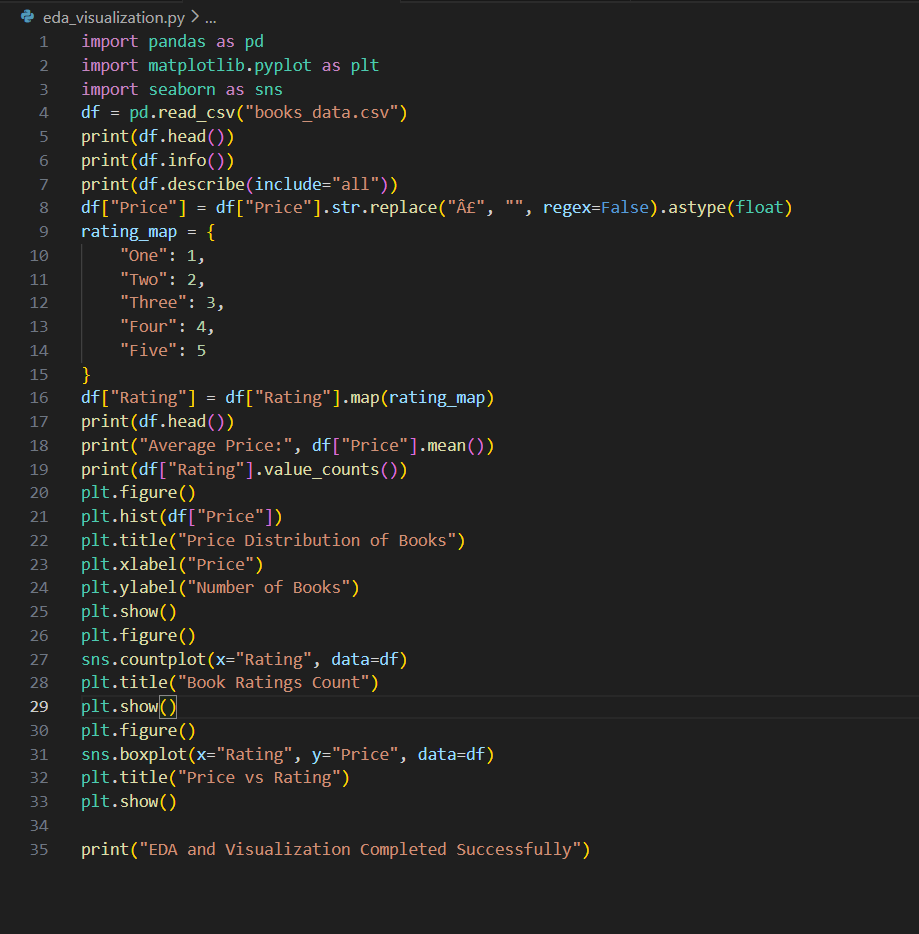 eda_visualization.py > ...
1 import pandas as pd
2 import matplotlib.pyplot as plt
3 import seaborn as sns
4 df = pd.read_csv("books_data.csv")
5 print(df.head())
6 print(df.info())
7 print(df.describe(include="all"))
8 df["Price"] = df["Price"].str.replace("Â£", "", regex=False).astype(float)
9 rating_map = {
10     "One": 1,
11     "Two": 2,
12     "Three": 3,
13     "Four": 4,
14     "Five": 5
15 }
16 df["Rating"] = df["Rating"].map(rating_map)
17 print(df.head())
18 print("Average Price:", df["Price"].mean())
19 print(df["Rating"].value_counts())
20 plt.figure()
21 plt.hist(df["Price"])
22 plt.title("Price Distribution of Books")
23 plt.xlabel("Price")
24 plt.ylabel("Number of Books")
25 plt.show()
26 plt.figure()
27 sns.countplot(x="Rating", data=df)
28 plt.title("Book Ratings Count")
29 plt.show()
30 plt.figure()
31 sns.boxplot(x="Rating", y="Price", data=df)
32 plt.title("Price vs Rating")
33 plt.show()
34
35 print("EDA and Visualization Completed Successfully")